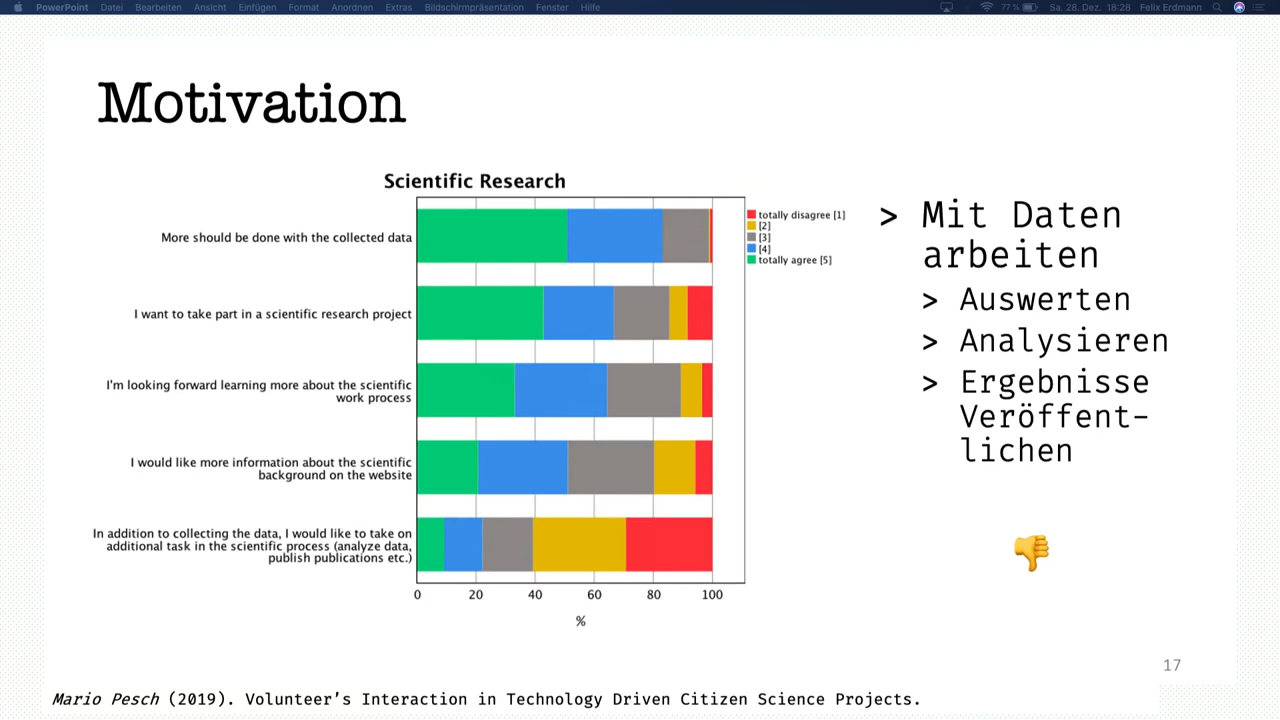 PowerPoint Datei Bearbeiten Ansicht Einfügen Format Anordnen Extras Bildschirmpräsentation Fenster Hilfe 77 % Sa. 28. Dez. 18:28 Felix Erdmann
Motivation
Scientific Research
More should be done with the collected data
I want to take part in a scientific research project
I'm looking forward learning more about the scientific
work process
I would like more information about the scientific
background on the website
In addition to collecting the data, I would like to take on
additional task in the scientific process (analyze data,
publish publications etc.)
0 20 40 60 80 100
%
totally disagree [1]
[2]
[3]
[4]
totally agree [5]
> Mit Daten
arbeiten
> Auswerten
> Analysieren
> Ergebnisse
Veröffent-
lichen
17
Mario Pesch (2019). Volunteer's Interaction in Technology Driven Citizen Science Projects.